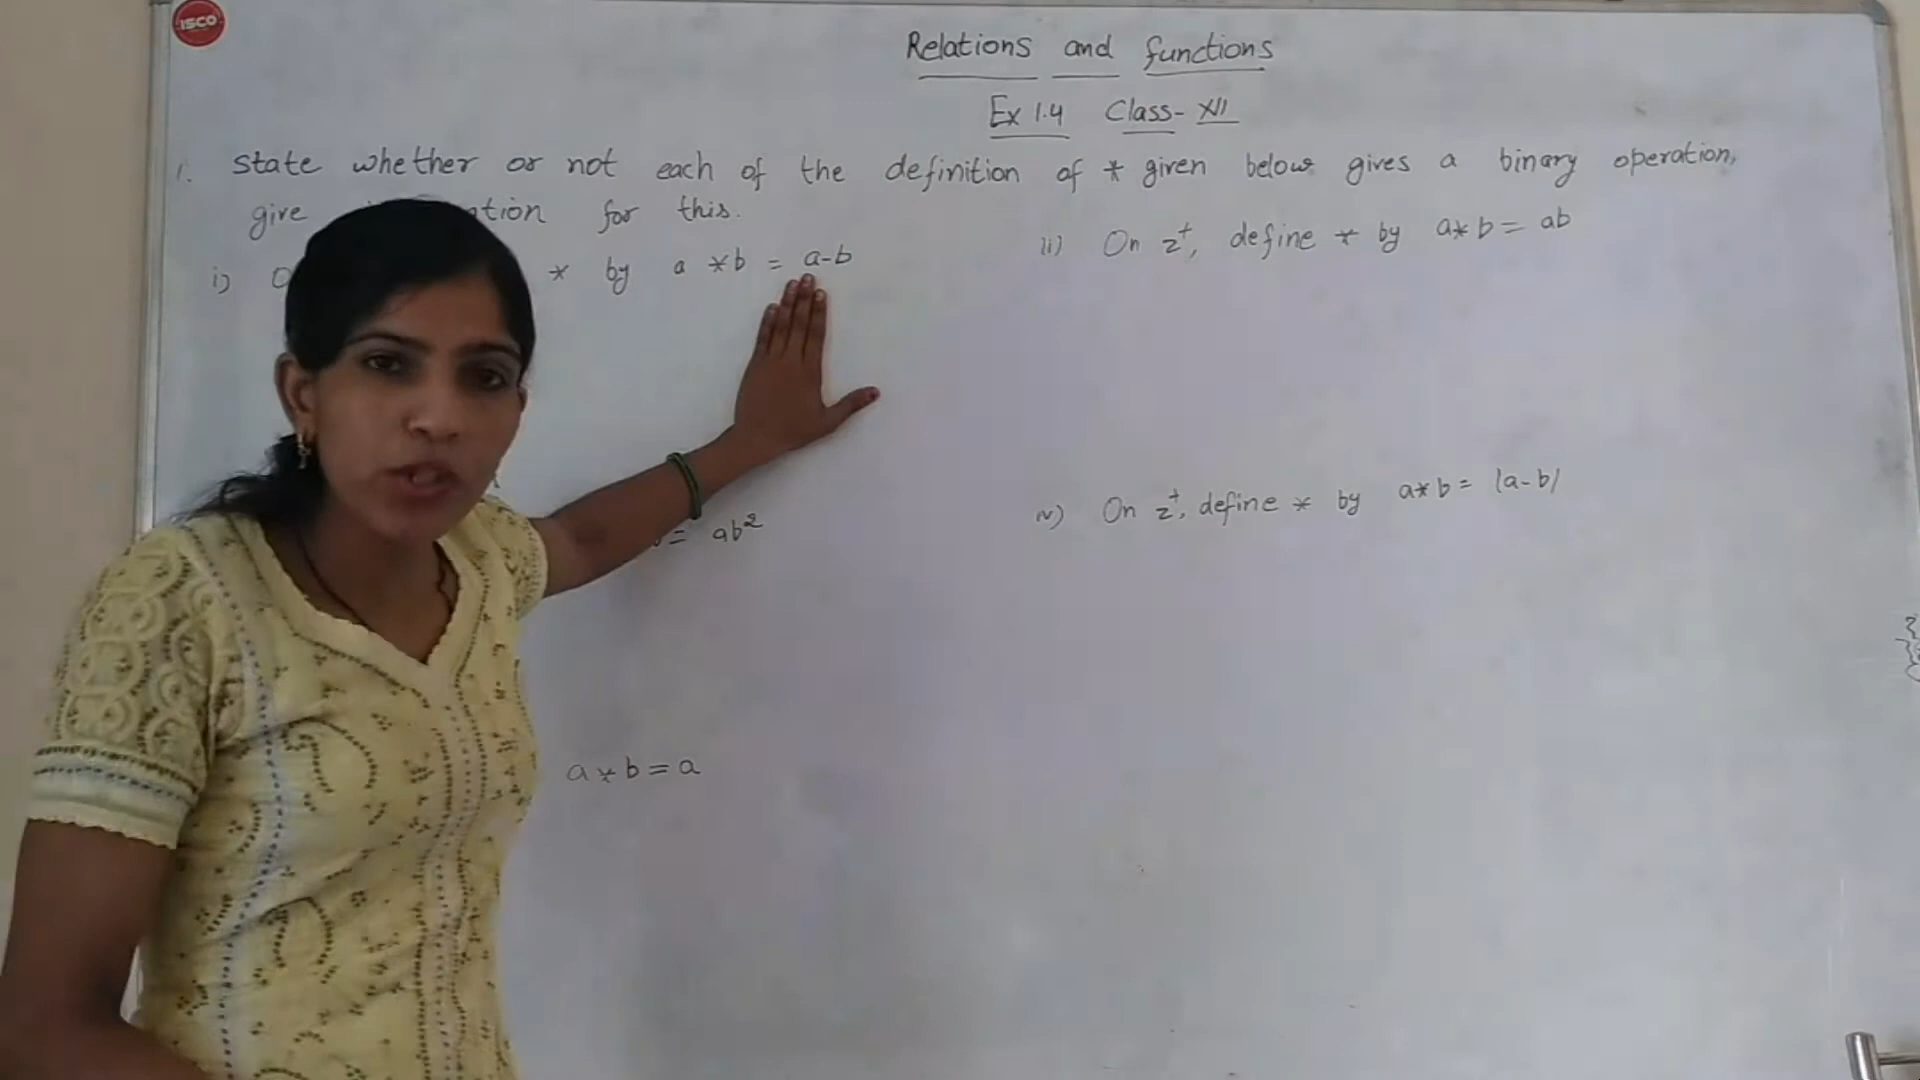 ISCO
Relations and functions
Ex 1.4 Class- XII
1. State whether or not each of the definition of * given below gives a binary operation,
give for this.
i) * by a * b = a-b
ii) On z⁺, define * by a* b = ab
= ab²
iv) On z⁺, define * by a* b = |a-b|
a * b = a